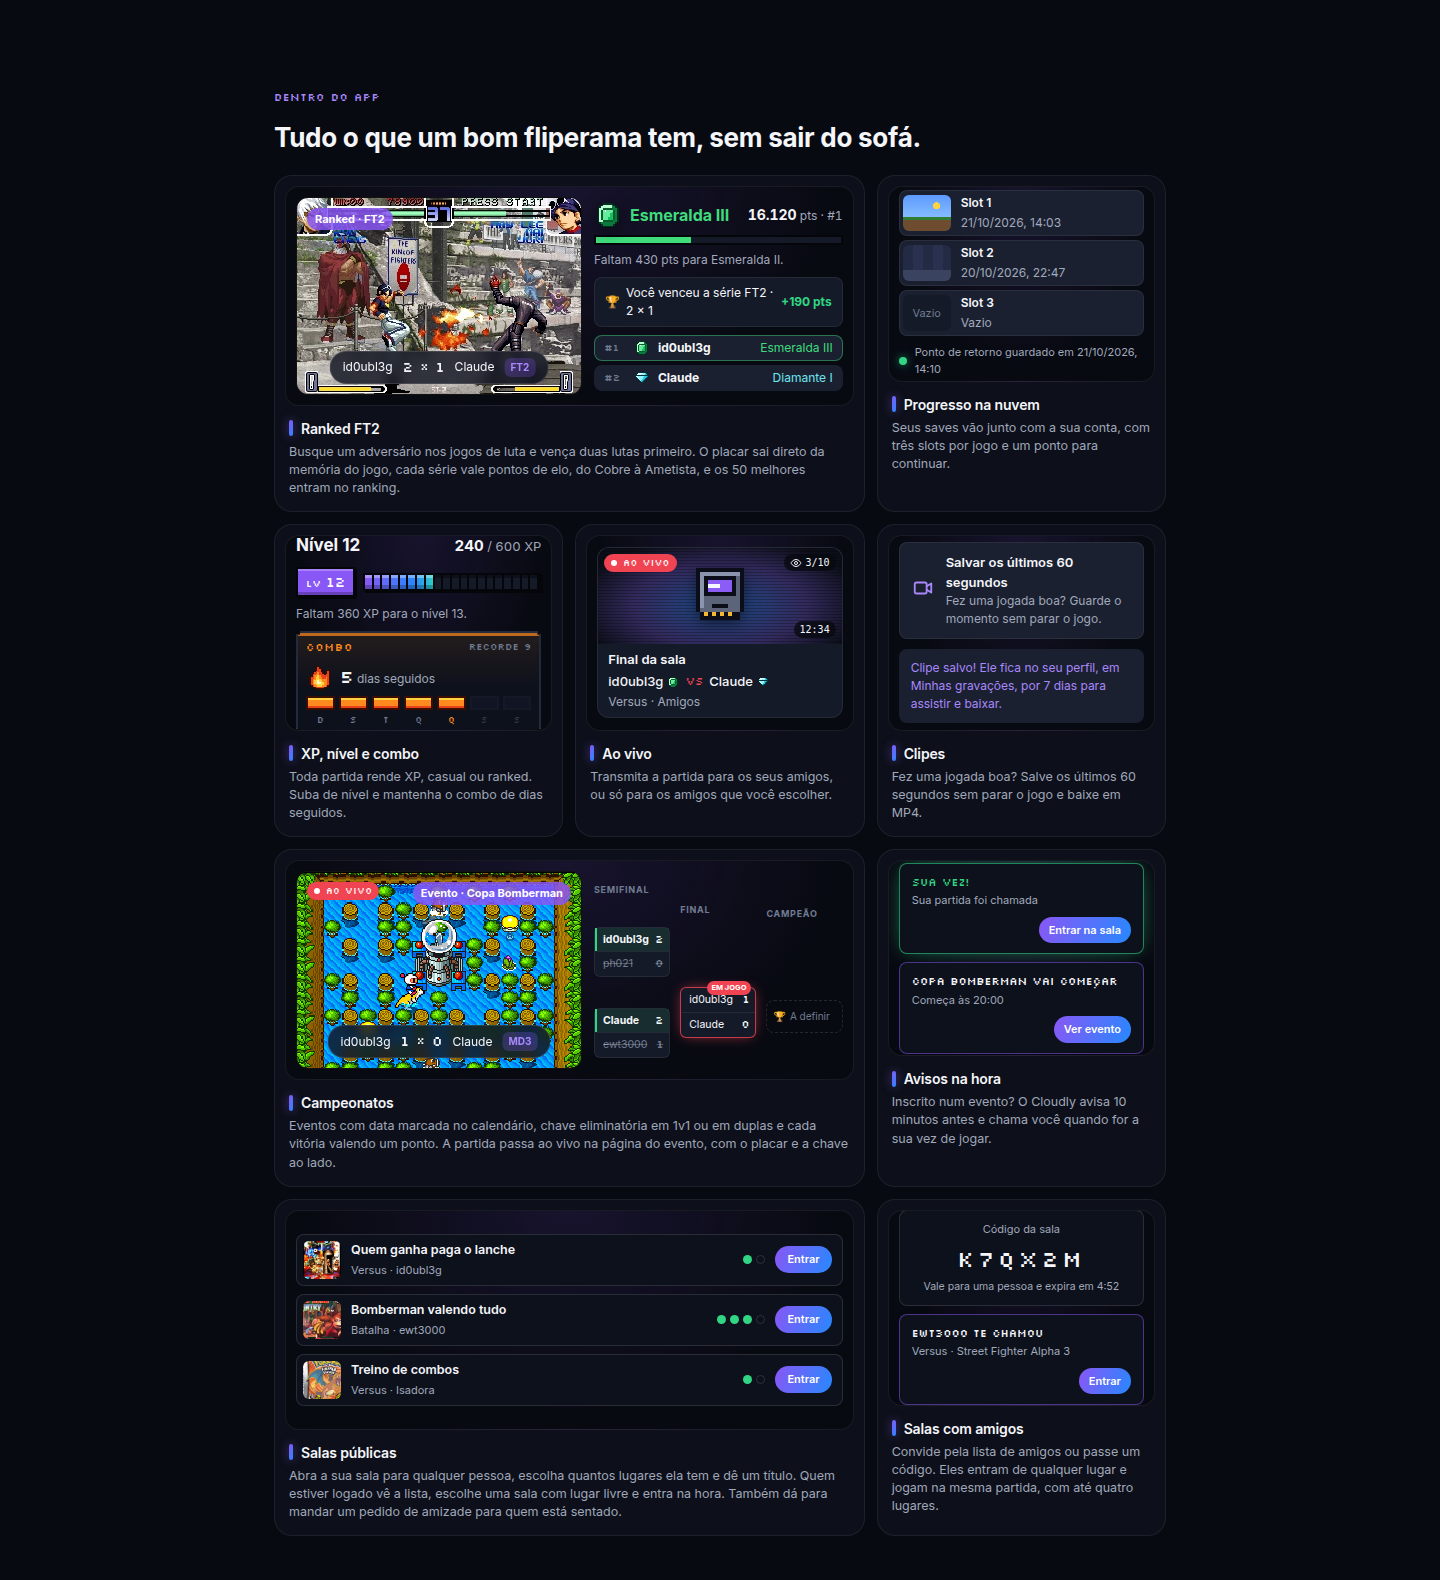 DENTRO DO APP
Tudo o que um bom fliperama tem, sem sair do sofá.
Ranked · FT2
37
PRESS START
THE
KING OF
FIGHTERS
id0ubl3g 2 × 1 Claude FT2
Esmeralda III 16.120 pts · #1
Faltam 430 pts para Esmeralda II.
Você venceu a série FT2 ·
2 × 1
+190 pts
#1 id0ubl3g Esmeralda III
#2 Claude Diamante I
Ranked FT2
Busque um adversário nos jogos de luta e vença duas lutas primeiro. O placar sai direto da
memória do jogo, cada série vale pontos de elo, do Cobre à Ametista, e os 50 melhores
entram no ranking.
Slot 1
21/10/2026, 14:03
Slot 2
20/10/2026, 22:47
Vazio
Slot 3
Vazio
Ponto de retorno guardado em 21/10/2026,
14:10
Progresso na nuvem
Seus saves vão junto com a sua conta, com
três slots por jogo e um ponto para
continuar.
Nível 12 240 / 600 XP
LV 12
Faltam 360 XP para o nível 13.
COMBO RECORDE 9
5 dias seguidos
D S T Q Q S S
XP, nível e combo
Toda partida rende XP, casual ou ranked.
Suba de nível e mantenha o combo de dias
seguidos.
AO VIVO 3/10
12:34
Final da sala
id0ubl3g VS Claude
Versus · Amigos
Ao vivo
Transmita a partida para os seus amigos,
ou só para os amigos que você escolher.
Salvar os últimos 60
segundos
Fez uma jogada boa? Guarde o
momento sem parar o jogo.
Clipe salvo! Ele fica no seu perfil, em
Minhas gravações, por 7 dias para
assistir e baixar.
Clipes
Fez uma jogada boa? Salve os últimos 60
segundos sem parar o jogo e baixe em
MP4.
AO VIVO Evento · Copa Bomberman
id0ubl3g 1 × 0 Claude MD3
SEMIFINAL
FINAL
CAMPEÃO
id0ubl3g 2
ph021 0
EM JOGO
id0ubl3g 1
Claude 0
A definir
Claude 2
ewt3000 1
Campeonatos
Eventos com data marcada no calendário, chave eliminatória em 1v1 ou em duplas e cada
vitória valendo um ponto. A partida passa ao vivo na página do evento, com o placar e a chave
ao lado.
SUA VEZ!
Sua partida foi chamada
Entrar na sala
COPA BOMBERMAN VAI COMEÇAR
Começa às 20:00
Ver evento
Avisos na hora
Inscrito num evento? O Cloudly avisa 10
minutos antes e chama você quando for a
sua vez de jogar.
Quem ganha paga o lanche
Versus · id0ubl3g
Entrar
Bomberman valendo tudo
Batalha · ewt3000
Entrar
Treino de combos
Versus · Isadora
Entrar
Salas públicas
Abra a sua sala para qualquer pessoa, escolha quantos lugares ela tem e dê um título. Quem
estiver logado vê a lista, escolhe uma sala com lugar livre e entra na hora. Também dá para
mandar um pedido de amizade para quem está sentado.
Código da sala
K7QX2M
Vale para uma pessoa e expira em 4:52
EWT3000 TE CHAMOU
Versus · Street Fighter Alpha 3
Entrar
Salas com amigos
Convide pela lista de amigos ou passe um
código. Eles entram de qualquer lugar e
jogam na mesma partida, com até quatro
lugares.